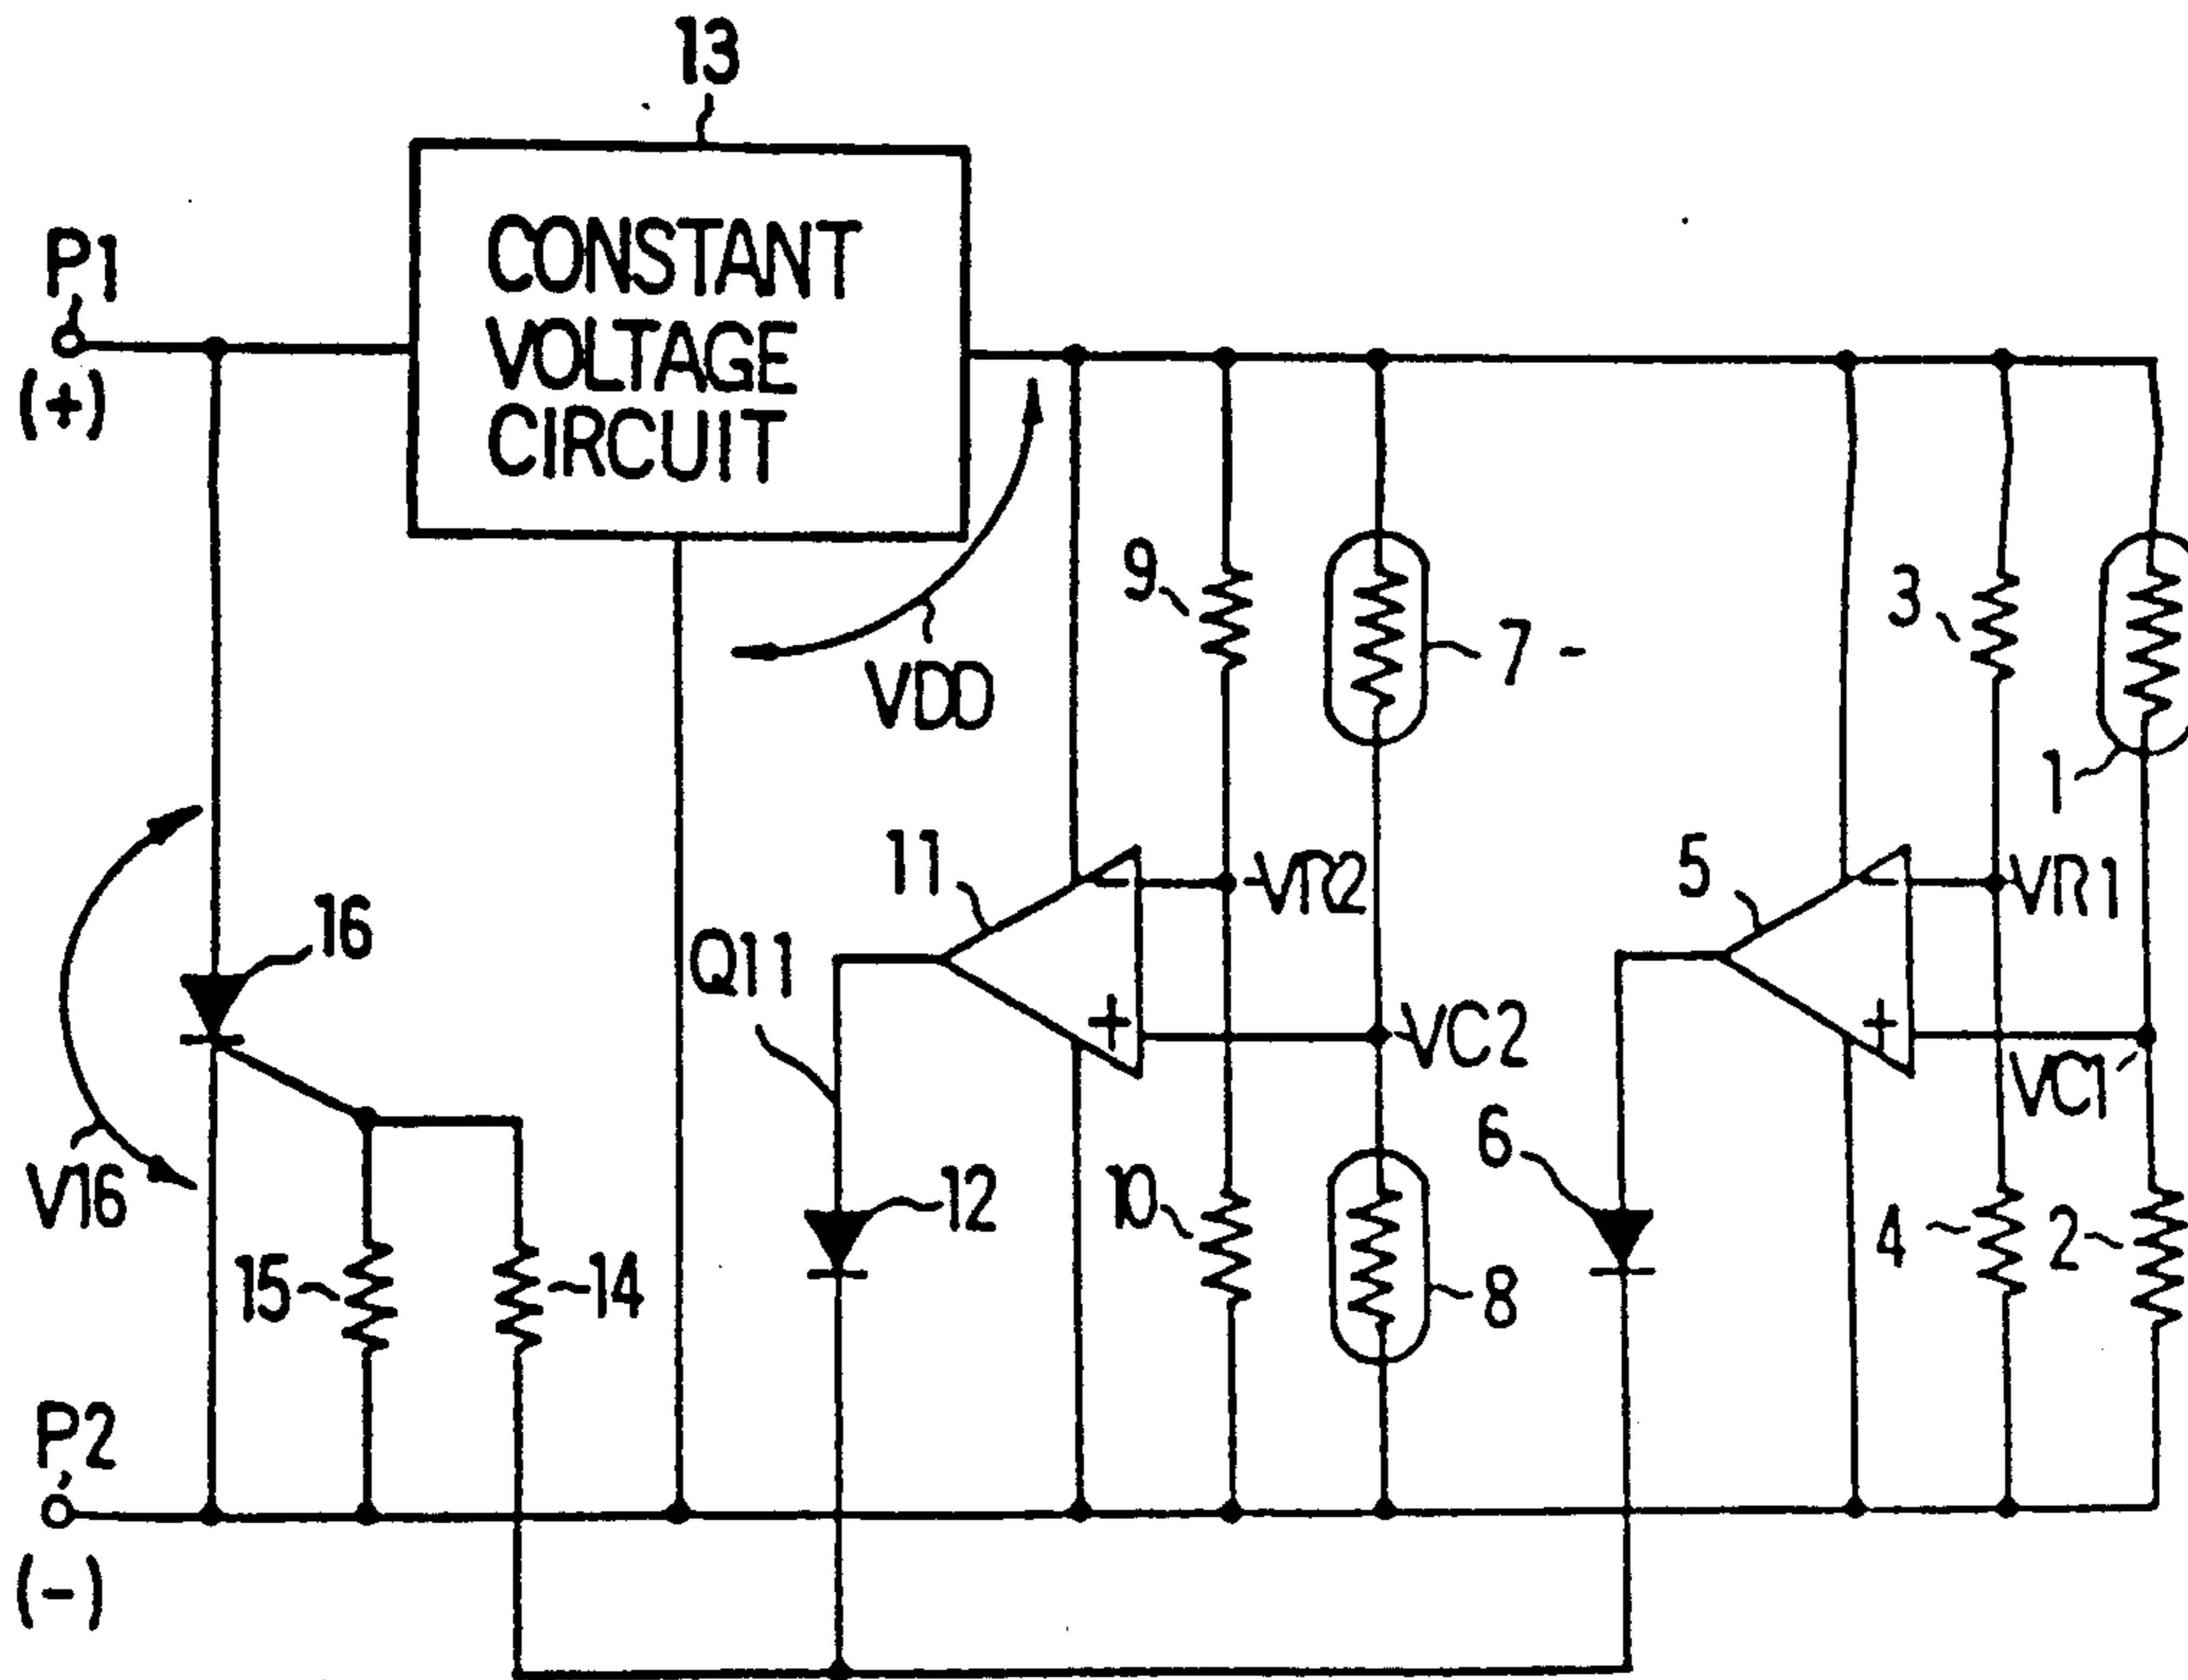 13
CONSTANT
VOLTAGE
CIRCUIT
P1
(+)
VDD
9
7
3
1
11
VR2
5
VR1
16
Q11
+
VC2
+
VC1
V16
6
12
10
4
2
15
14
8
P2
(-)